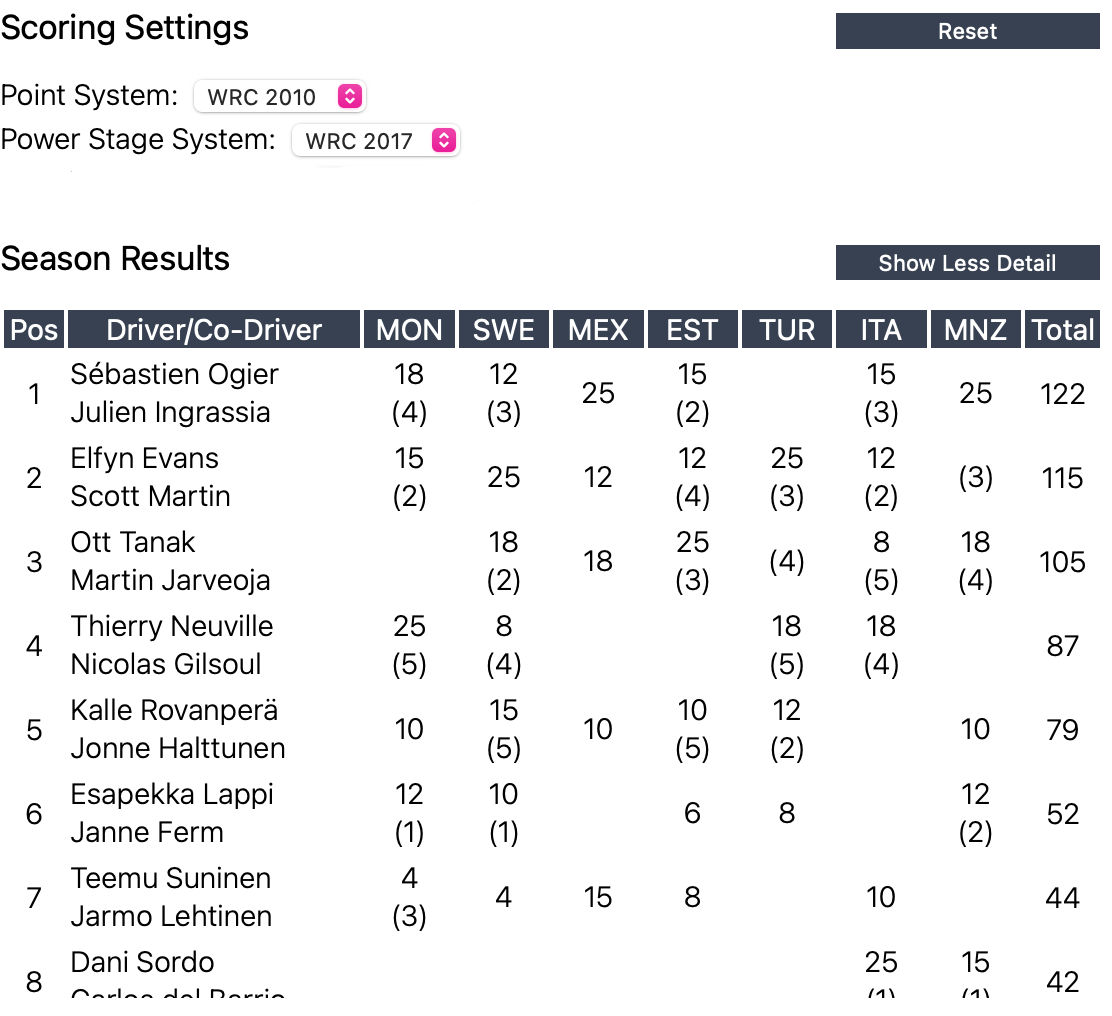 Scoring Settings
Reset
Point System: WRC 2010
Power Stage System: WRC 2017
Season Results
Show Less Detail
Pos Driver/Co-Driver MON SWE MEX EST TUR ITA MNZ Total
1 Sébastien Ogier 18 12 25 15 15 25 122
Julien Ingrassia (4) (3) (2) (3)
2 Elfyn Evans 15 25 12 12 25 12 (3) 115
Scott Martin (2) (4) (3) (2)
3 Ott Tanak 18 18 25 (4) 8 18 105
Martin Jarveoja (2) (3) (5) (4)
4 Thierry Neuville 25 8 18 18 87
Nicolas Gilsoul (5) (4) (5) (4)
5 Kalle Rovanperä 10 15 10 10 12 10 79
Jonne Halttunen (5) (5) (2)
6 Esapekka Lappi 12 10 6 8 12 52
Janne Ferm (1) (1) (2)
7 Teemu Suninen 4 4 15 8 10 44
Jarmo Lehtinen (3)
8 Dani Sordo 25 15 42
Carlos del Barrio (1) (1)